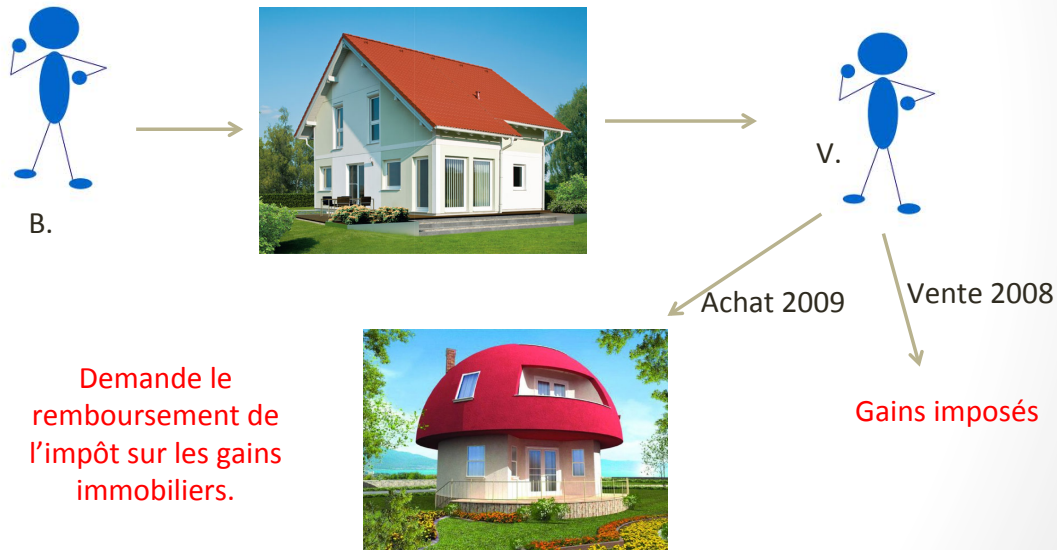 B.
V.
Achat 2009
Vente 2008
Demande le
remboursement de
l’impôt sur les gains
immobiliers.
Gains imposés